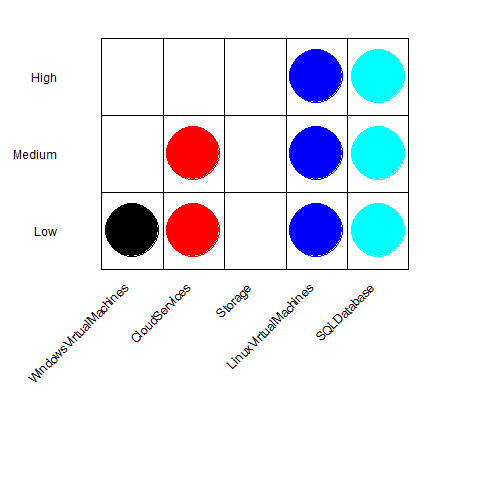 High
Medium
Low
WindowsVirtualMachines
CloudServices
Storage
LinuxVirtualMachines
SQLDatabase